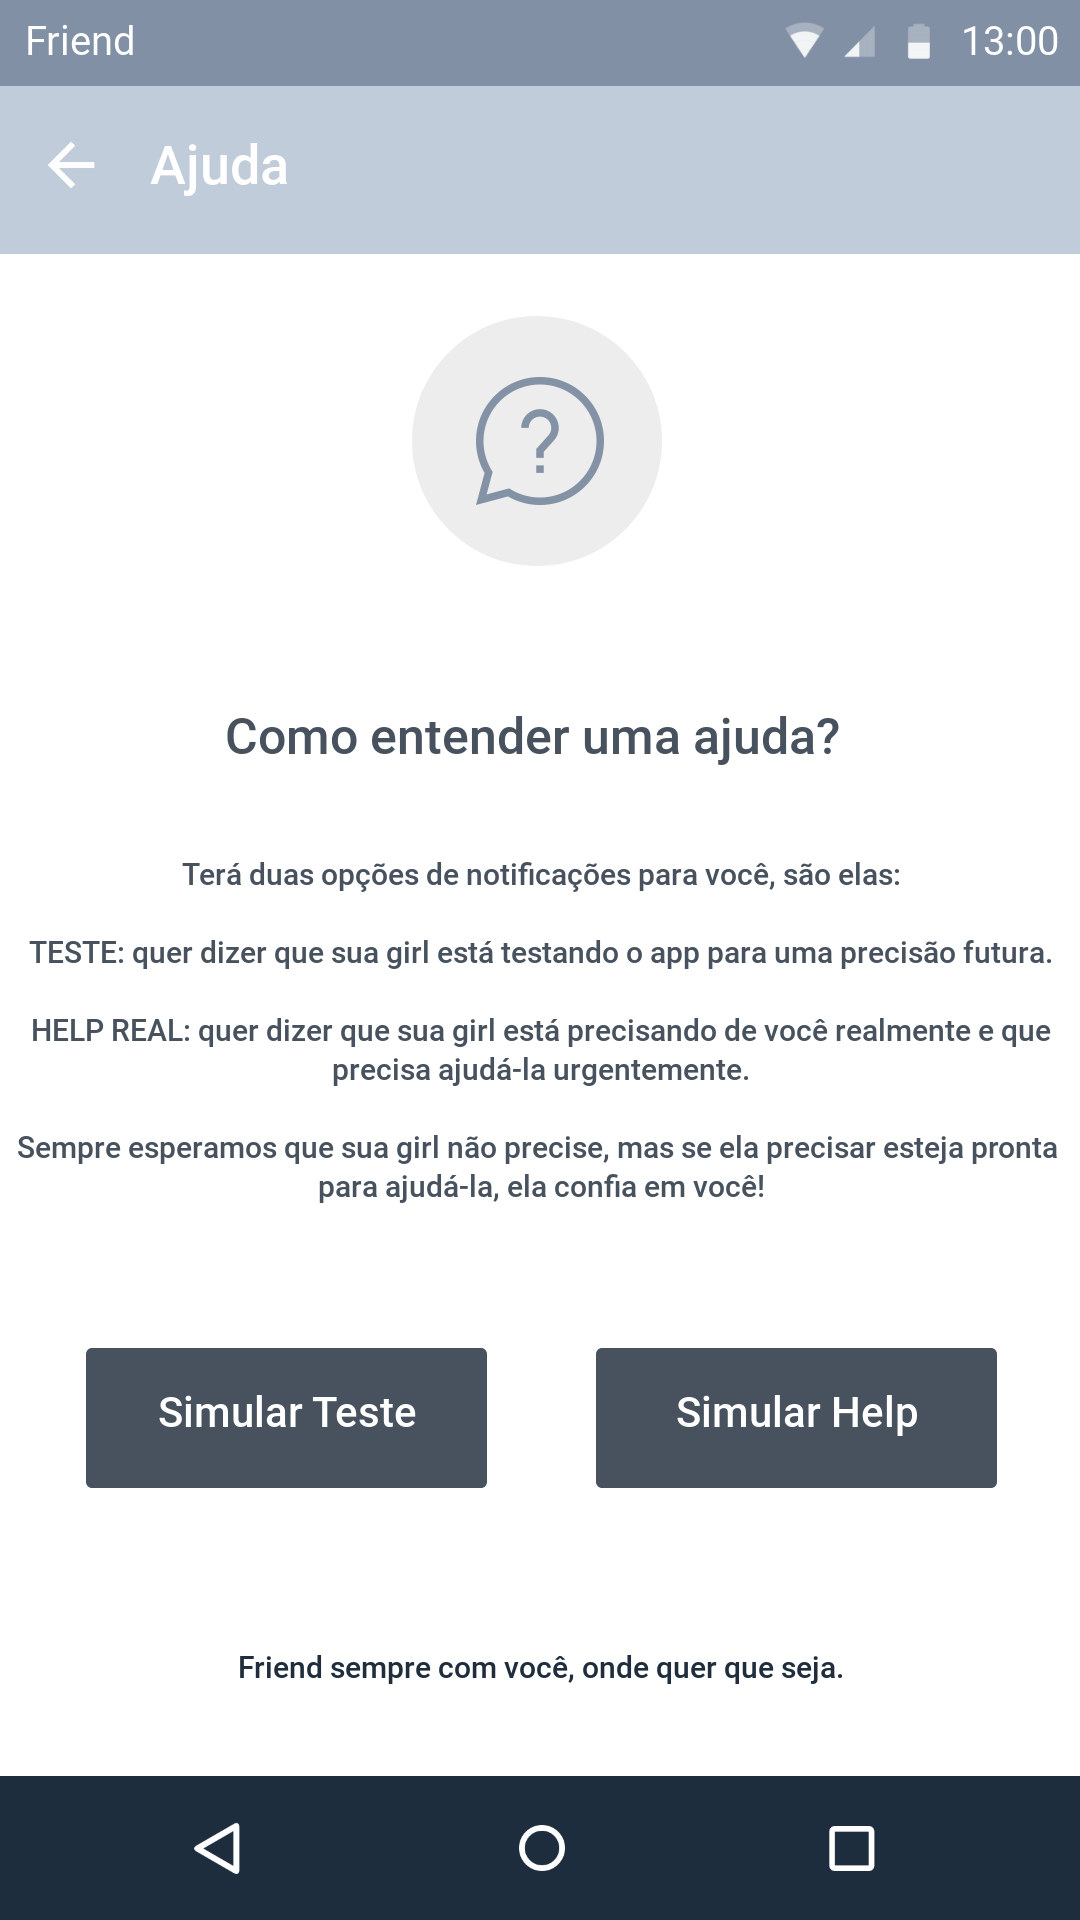 Friend 13:00
Ajuda
?
Como entender uma ajuda?
Terá duas opções de notificações para você, são elas:
TESTE: quer dizer que sua girl está testando o app para uma precisão futura.
HELP REAL: quer dizer que sua girl está precisando de você realmente e que
precisa ajudá-la urgentemente.
Sempre esperamos que sua girl não precise, mas se ela precisar esteja pronta
para ajudá-la, ela confia em você!
Simular Teste Simular Help
Friend sempre com você, onde quer que seja.